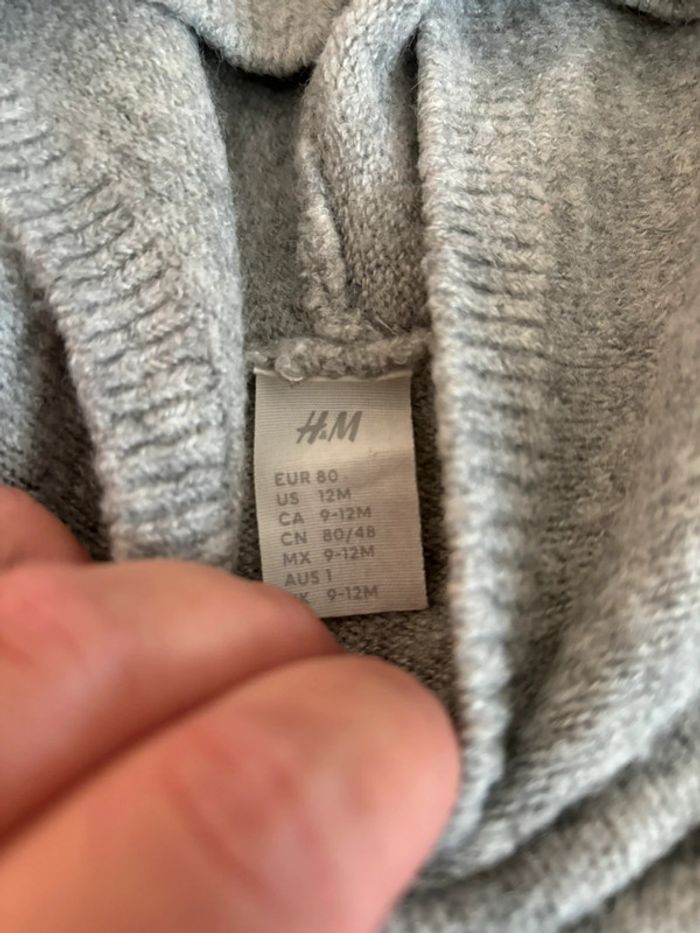 H&M
EUR 80
US 12M
CA 9-12M
CN 80/48
MX 9-12M
AUS 1
9-12M